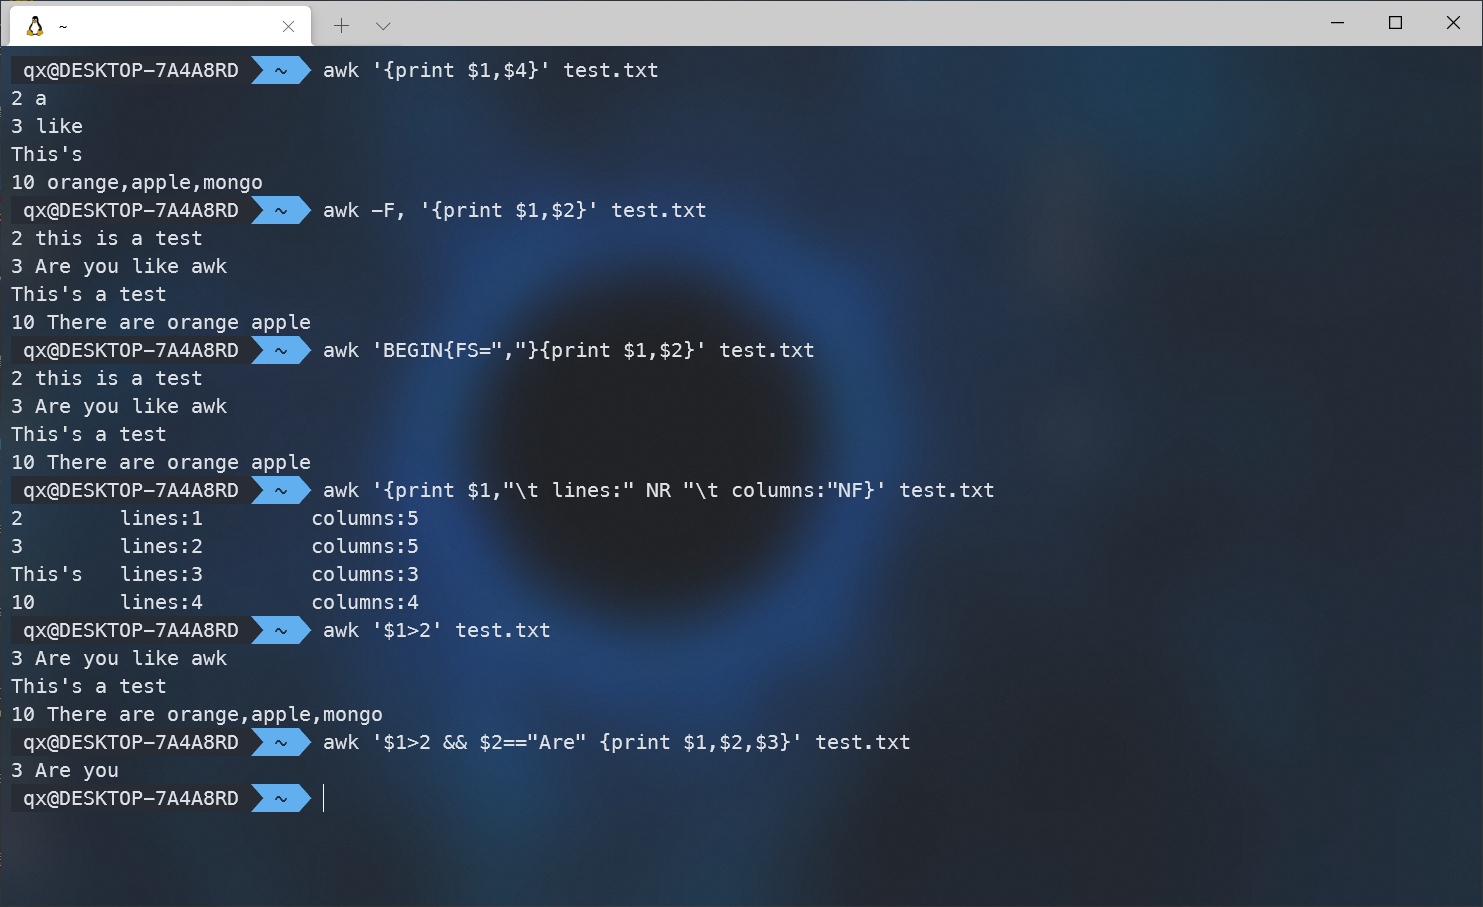 ~
qx@DESKTOP-7A4A8RD ~ awk '{print $1,$4}' test.txt
2 a
3 like
This's
10 orange,apple,mongo
qx@DESKTOP-7A4A8RD ~ awk -F, '{print $1,$2}' test.txt
2 this is a test
3 Are you like awk
This's a test
10 There are orange apple
qx@DESKTOP-7A4A8RD ~ awk 'BEGIN{FS=","}{print $1,$2}' test.txt
2 this is a test
3 Are you like awk
This's a test
10 There are orange apple
qx@DESKTOP-7A4A8RD ~ awk '{print $1,"\t lines:" NR "\t columns:"NF}' test.txt
2 lines:1 columns:5
3 lines:2 columns:5
This's lines:3 columns:3
10 lines:4 columns:4
qx@DESKTOP-7A4A8RD ~ awk '$1>2' test.txt
3 Are you like awk
This's a test
10 There are orange,apple,mongo
qx@DESKTOP-7A4A8RD ~ awk '$1>2 && $2=="Are" {print $1,$2,$3}' test.txt
3 Are you
qx@DESKTOP-7A4A8RD ~